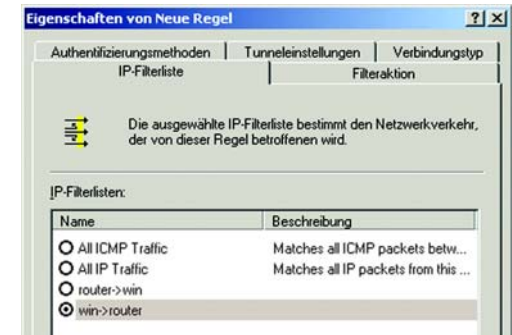 Eigenschaften von Neue Regel
Authentifizierungsmethoden Tunneleinstellungen Verbindungstyp
IP-Filterliste Filteraktion
Die ausgewählte IP-Filterliste bestimmt den Netzwerkverkehr,
der von dieser Regel betroffenen wird.
IP-Filterlisten:
Name Beschreibung
All ICMP Traffic Matches all ICMP packets betw...
All IP Traffic Matches all IP packets from this ...
router->win
win->router